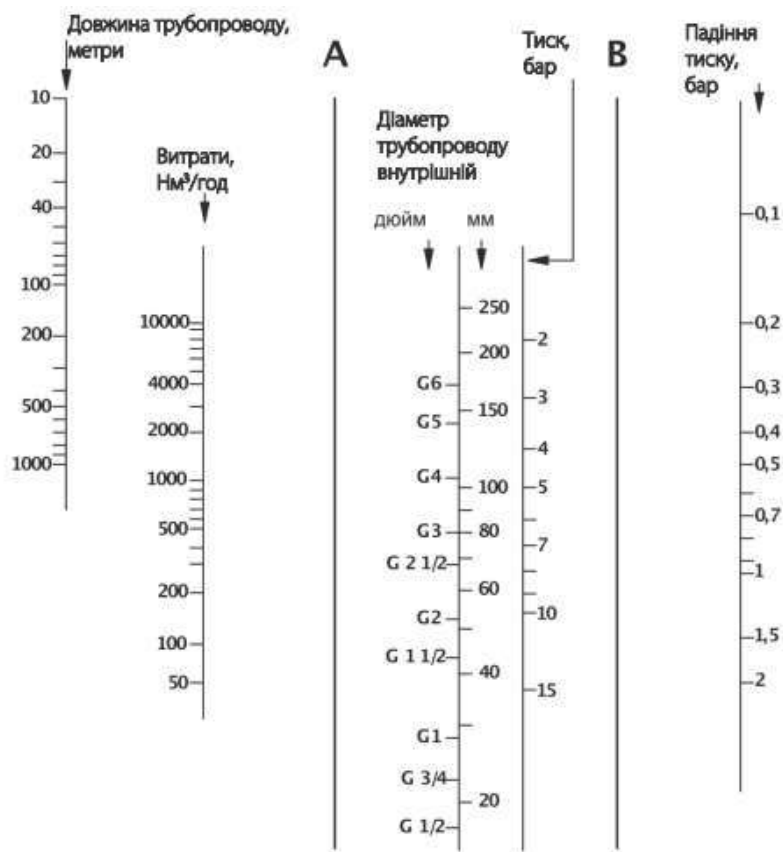 Довжина трубопроводу,
метри
A
Тиск,
бар
B
Падіння
тиску,
бар
10
20
40
100
200
500
1000
Витрати,
Нм³/год
10000
4000
2000
1000
500
200
100
50
Діаметр
трубопроводу
внутрішній
дюйм мм
G6
G5
G4
G3
G 2 1/2
G2
G 1 1/2
G1
G 3/4
G 1/2
250
200
150
100
80
60
40
20
2
3
4
5
7
10
15
0,1
0,2
0,3
0,4
0,5
0,7
1
1,5
2